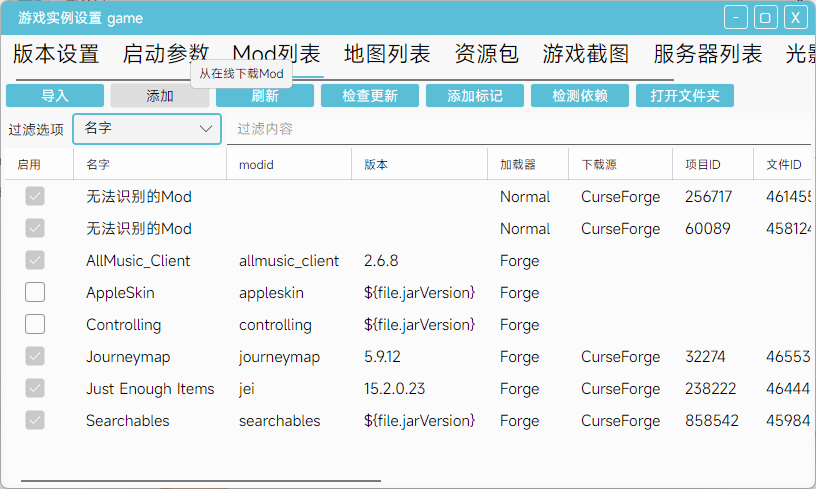 游戏实例设置 game
- X
版本设置 启动参数 Mod列表 地图列表 资源包 游戏截图 服务器列表 光影
从在线下载Mod
导入 添加 刷新 检查更新 添加标记 检测依赖 打开文件夹
过滤选项 名字 过滤内容
启用 名字 modid 版本 加载器 下载源 项目ID 文件ID
无法识别的Mod Normal CurseForge 256717 461455
无法识别的Mod Normal CurseForge 60089 458124
AllMusic_Client allmusic_client 2.6.8 Forge
AppleSkin appleskin ${file.jarVersion} Forge
Controlling controlling ${file.jarVersion} Forge
Journeymap journeymap 5.9.12 Forge CurseForge 32274 46553
Just Enough Items jei 15.2.0.23 Forge CurseForge 238222 46444
Searchables searchables ${file.jarVersion} Forge CurseForge 858542 45984